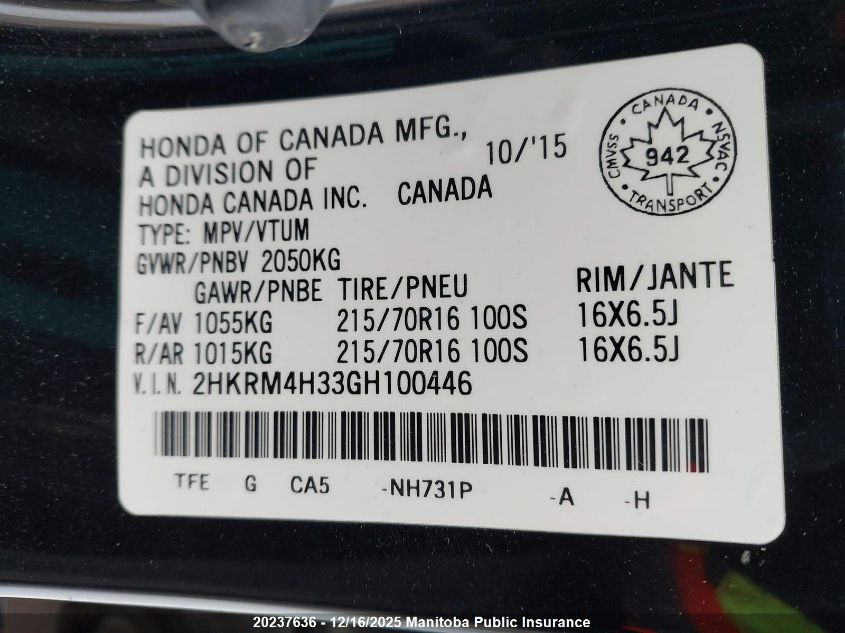 HONDA OF CANADA MFG.,
A DIVISION OF
HONDA CANADA INC. CANADA
10/'15
CANADA
CMVSS 942 NSVAC
TRANSPORT
TYPE: MPV/VTUM
GVWR/PNBV 2050KG
GAWR/PNBE TIRE/PNEU RIM/JANTE
F/AV 1055KG 215/70R16 100S 16X6.5J
R/AR 1015KG 215/70R16 100S 16X6.5J
V.I.N. 2HKRM4H33GH100446
TFE G CA5 -NH731P -A -H
20237636 - 12/16/2025 Manitoba Public Insurance